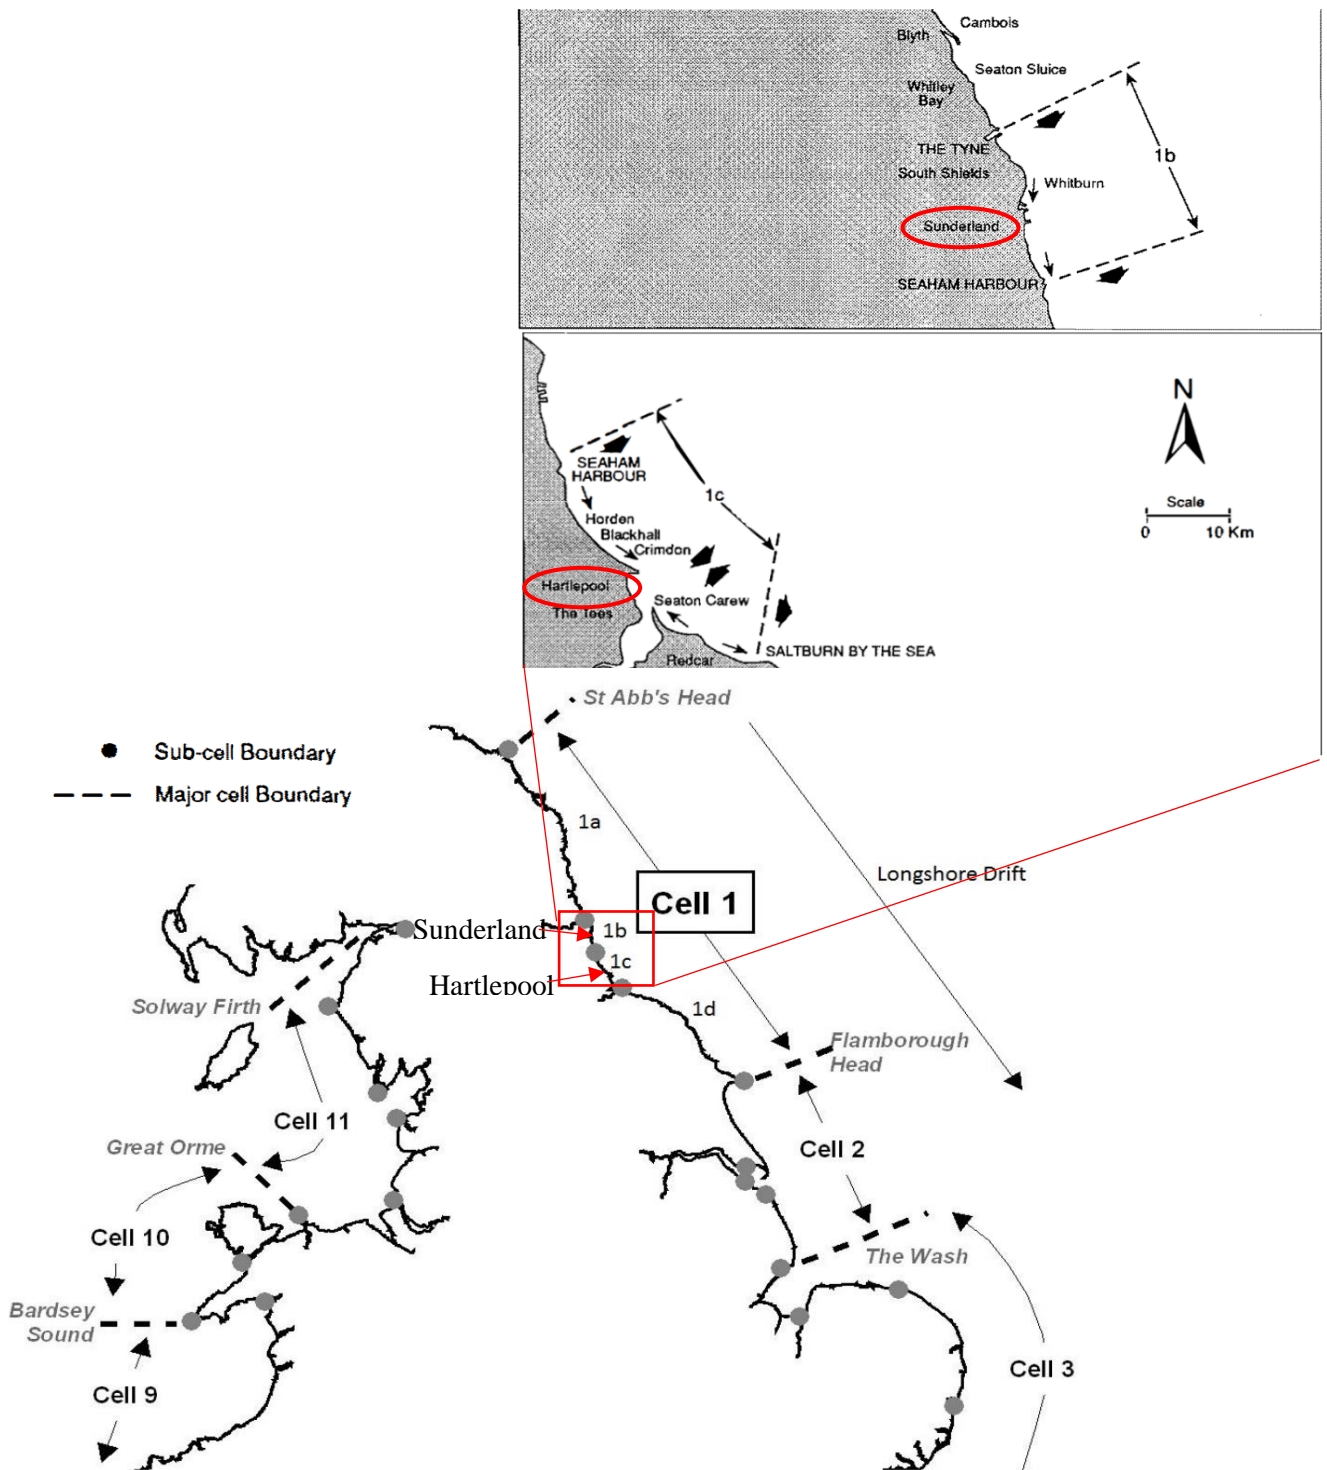 Cambois
Blyth
Seaton Sluice
Whitley
Bay
THE TYNE
1b
South Shields
Whitburn
Sunderland
SEAHAM HARBOUR
N
SEAHAM
HARBOUR
1c
Scale
0 10 Km
Horden
Blackhall
Crimdon
Hartlepool
Seaton Carew
The Tees
SALTBURN BY THE SEA
Redcar
St Abb's Head
Sub-cell Boundary
Major cell Boundary
1a
Longshore Drift
Cell 1
Sunderland
1b
1c
Hartlepool
Solway Firth
1d
Flamborough
Head
Cell 11
Great Orme
Cell 2
Cell 10
The Wash
Bardsey
Sound
Cell 9
Cell 3